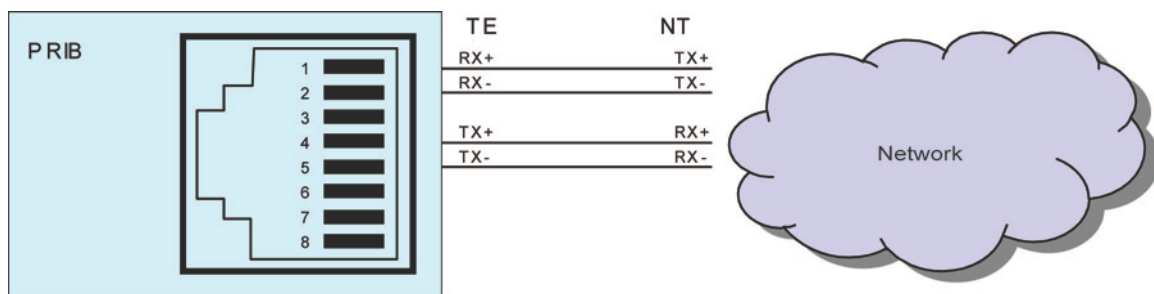 TE NT
PRIB
RX+ TX+
1
RX- TX-
2
3
TX+ RX+
4
TX- RX-
5
6
7
8
Network